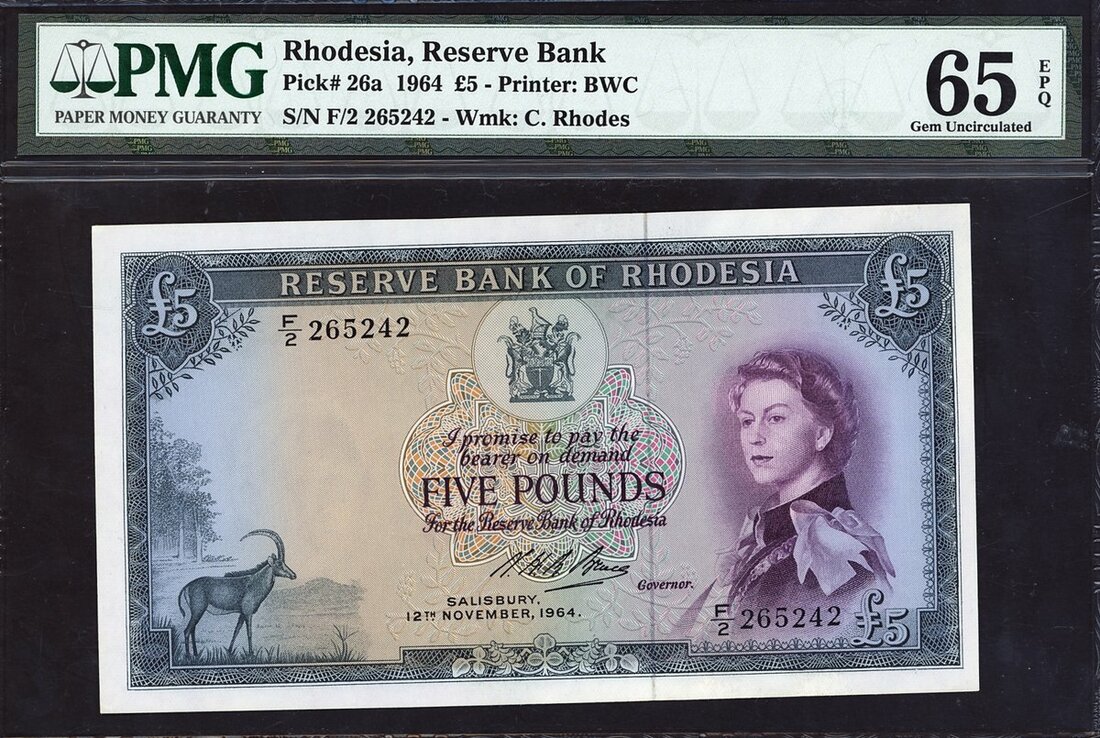 PMG
PAPER MONEY GUARANTY
Rhodesia, Reserve Bank
Pick# 26a 1964 £5 - Printer: BWC
S/N F/2 265242 - Wmk: C. Rhodes
65
EPQ
Gem Uncirculated
£5
RESERVE BANK OF RHODESIA
£5
F/2 265242
I promise to pay the
bearer on demand
FIVE POUNDS
For the Reserve Bank of Rhodesia
Governor.
SALISBURY,
12TH NOVEMBER, 1964.
F/2 265242
£5